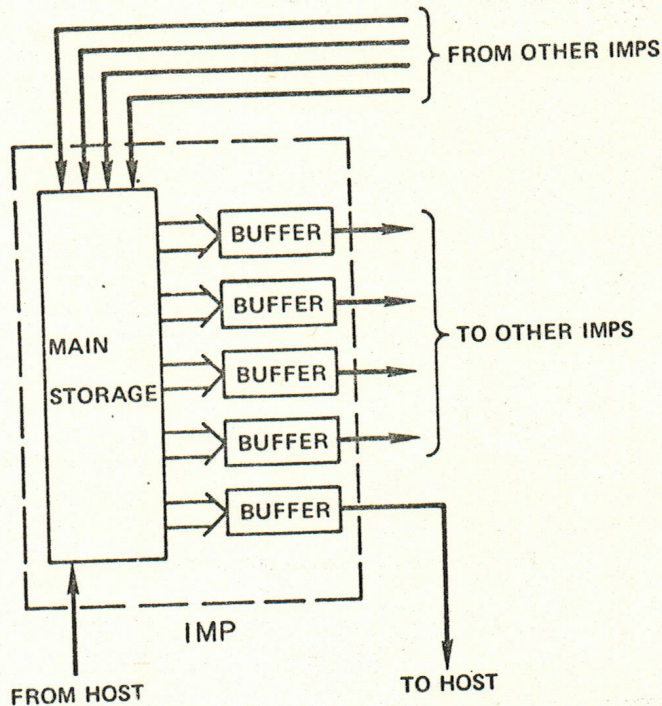 FROM OTHER IMPS
BUFFER
BUFFER
TO OTHER IMPS
MAIN
BUFFER
STORAGE
BUFFER
BUFFER
IMP
FROM HOST
TO HOST